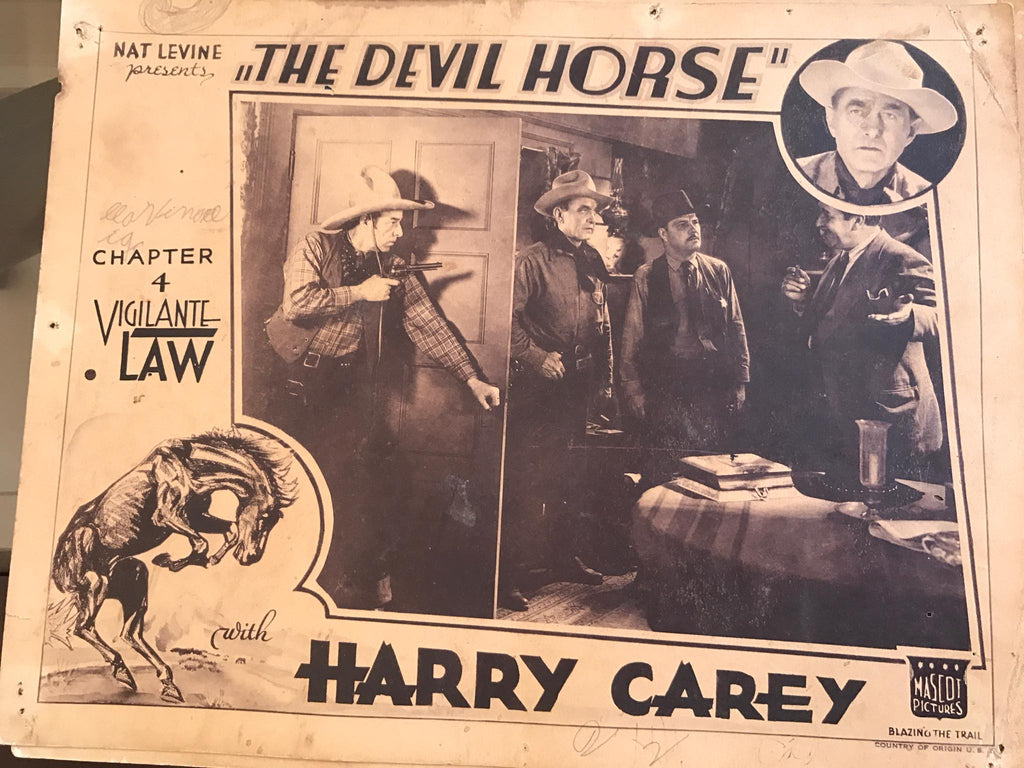 NAT LEVINE
presents
"THE DEVIL HORSE"
CHAPTER
4
VIGILANTE
LAW
with
HARRY CAREY
MASCOT
PICTURES
BLAZING THE TRAIL
COUNTRY OF ORIGIN U.S.